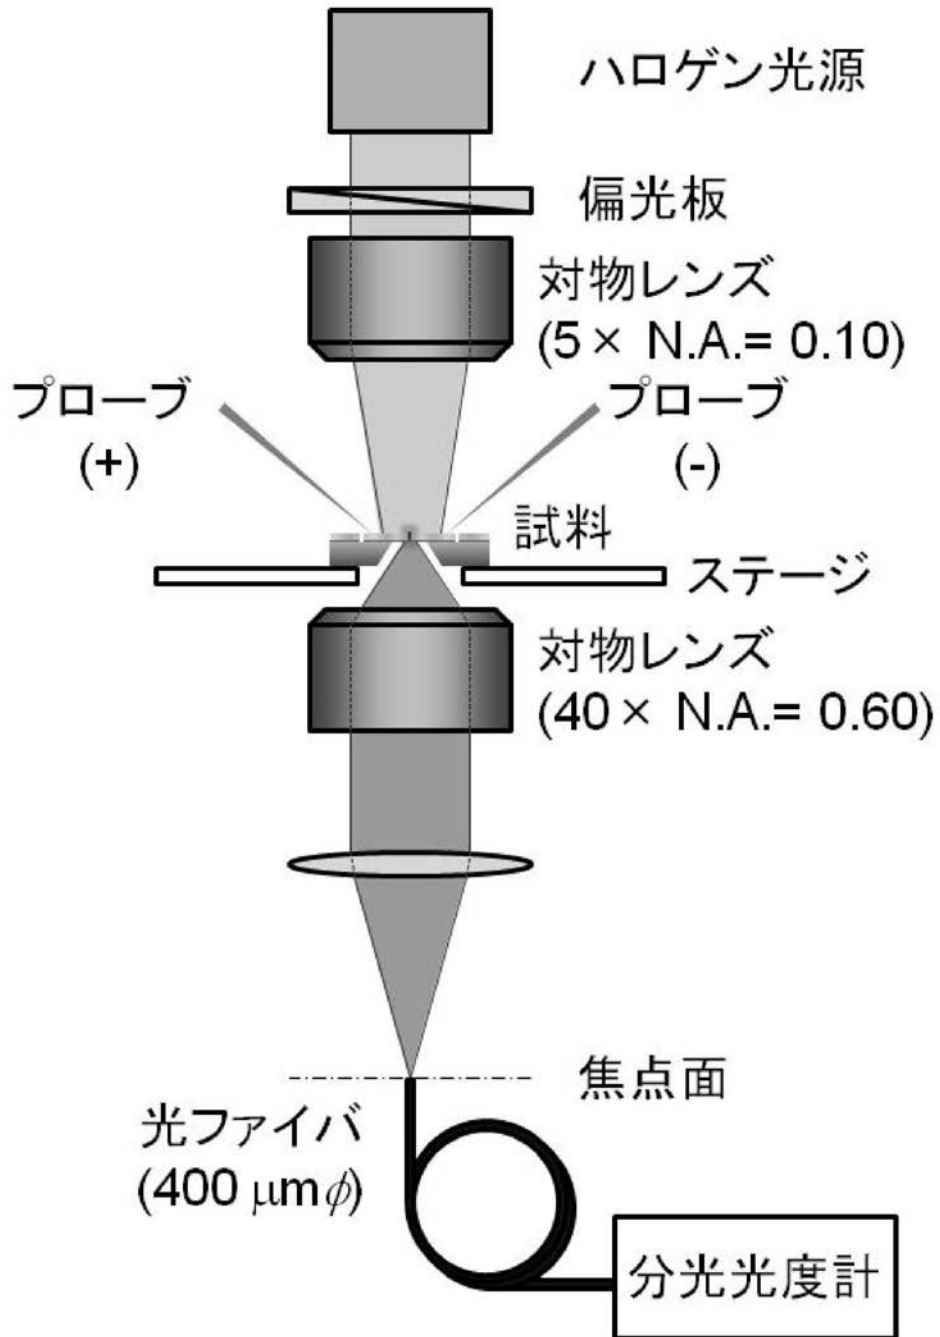 ハロゲン光源
偏光板
対物レンズ
(5× N.A.= 0.10)
プローブ
(+)
プローブ
(-)
試料
ステージ
対物レンズ
(40× N.A.= 0.60)
焦点面
光ファイバ
(400 μmϕ)
分光光度計